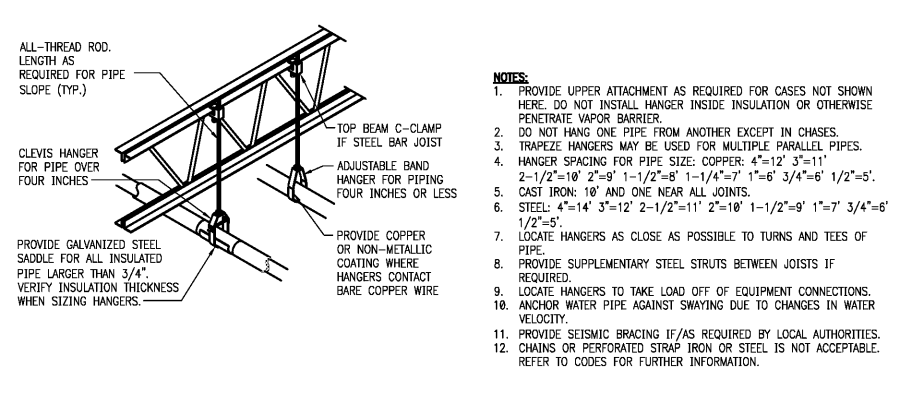 ALL-THREAD ROD.
LENGTH AS
REQUIRED FOR PIPE
SLOPE (TYP.)
CLEVIS HANGER
FOR PIPE OVER
FOUR INCHES
PROVIDE GALVANIZED STEEL
SADDLE FOR ALL INSULATED
PIPE LARGER THAN 3/4".
VERIFY INSULATION THICKNESS
WHEN SIZING HANGERS.
TOP BEAM C-CLAMP
IF STEEL BAR JOIST
ADJUSTABLE BAND
HANGER FOR PIPING
FOUR INCHES OR LESS
PROVIDE COPPER
OR NON-METALLIC
COATING WHERE
HANGERS CONTACT
BARE COPPER WIRE
NOTES:
1. PROVIDE UPPER ATTACHMENT AS REQUIRED FOR CASES NOT SHOWN
HERE. DO NOT INSTALL HANGER INSIDE INSULATION OR OTHERWISE
PENETRATE VAPOR BARRIER.
2. DO NOT HANG ONE PIPE FROM ANOTHER EXCEPT IN CHASES.
3. TRAPEZE HANGERS MAY BE USED FOR MULTIPLE PARALLEL PIPES.
4. HANGER SPACING FOR PIPE SIZE: COPPER: 4"=12' 3"=11'
2-1/2"=10' 2"=9' 1-1/2"=8' 1-1/4"=7' 1"=6' 3/4"=6' 1/2"=5'.
5. CAST IRON: 10' AND ONE NEAR ALL JOINTS.
6. STEEL: 4"=14' 3"=12' 2-1/2"=11' 2"=10' 1-1/2"=9' 1"=7' 3/4"=6'
1/2"=5'.
7. LOCATE HANGERS AS CLOSE AS POSSIBLE TO TURNS AND TEES OF
PIPE.
8. PROVIDE SUPPLEMENTARY STEEL STRUTS BETWEEN JOISTS IF
REQUIRED.
9. LOCATE HANGERS TO TAKE LOAD OFF OF EQUIPMENT CONNECTIONS.
10. ANCHOR WATER PIPE AGAINST SWAYING DUE TO CHANGES IN WATER
VELOCITY.
11. PROVIDE SEISMIC BRACING IF/AS REQUIRED BY LOCAL AUTHORITIES.
12. CHAINS OR PERFORATED STRAP IRON OR STEEL IS NOT ACCEPTABLE.
REFER TO CODES FOR FURTHER INFORMATION.